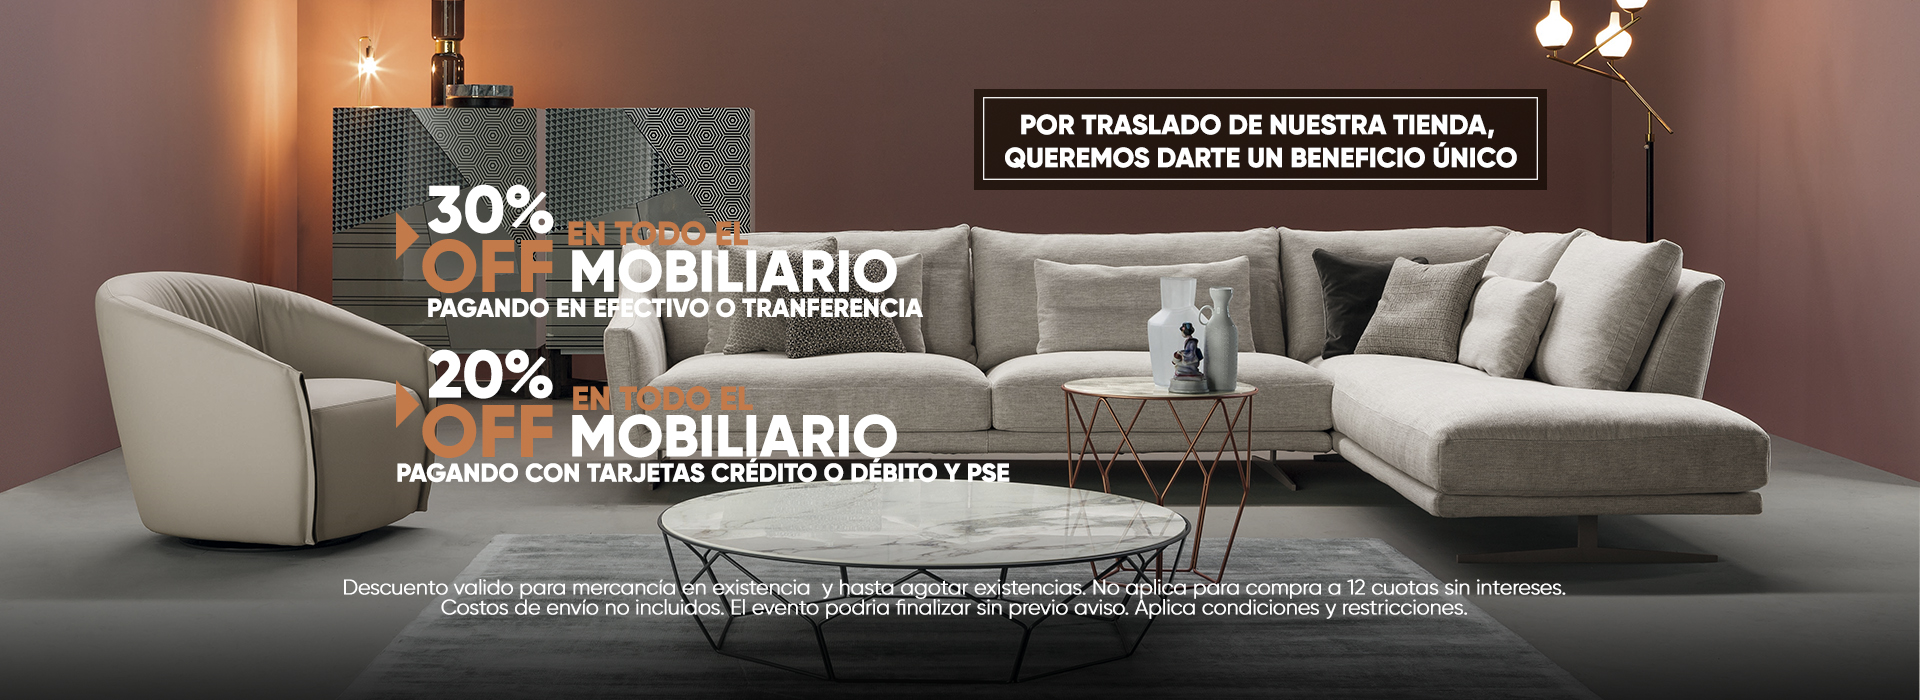 POR TRASLADO DE NUESTRA TIENDA,
QUEREMOS DARTE UN BENEFICIO ÚNICO
30%
OFF EN TODO EL
MOBILIARIO
PAGANDO EN EFECTIVO O TRANFERENCIA
20%
OFF EN TODO EL
MOBILIARIO
PAGANDO CON TARJETAS CRÉDITO O DÉBITO Y PSE
Descuento valido para mercancía en existencia y hasta agotar existencias. No aplica para compra a 12 cuotas sin intereses.
Costos de envío no incluidos. El evento podria finalizar sin previo aviso. Aplica condiciones y restricciones.